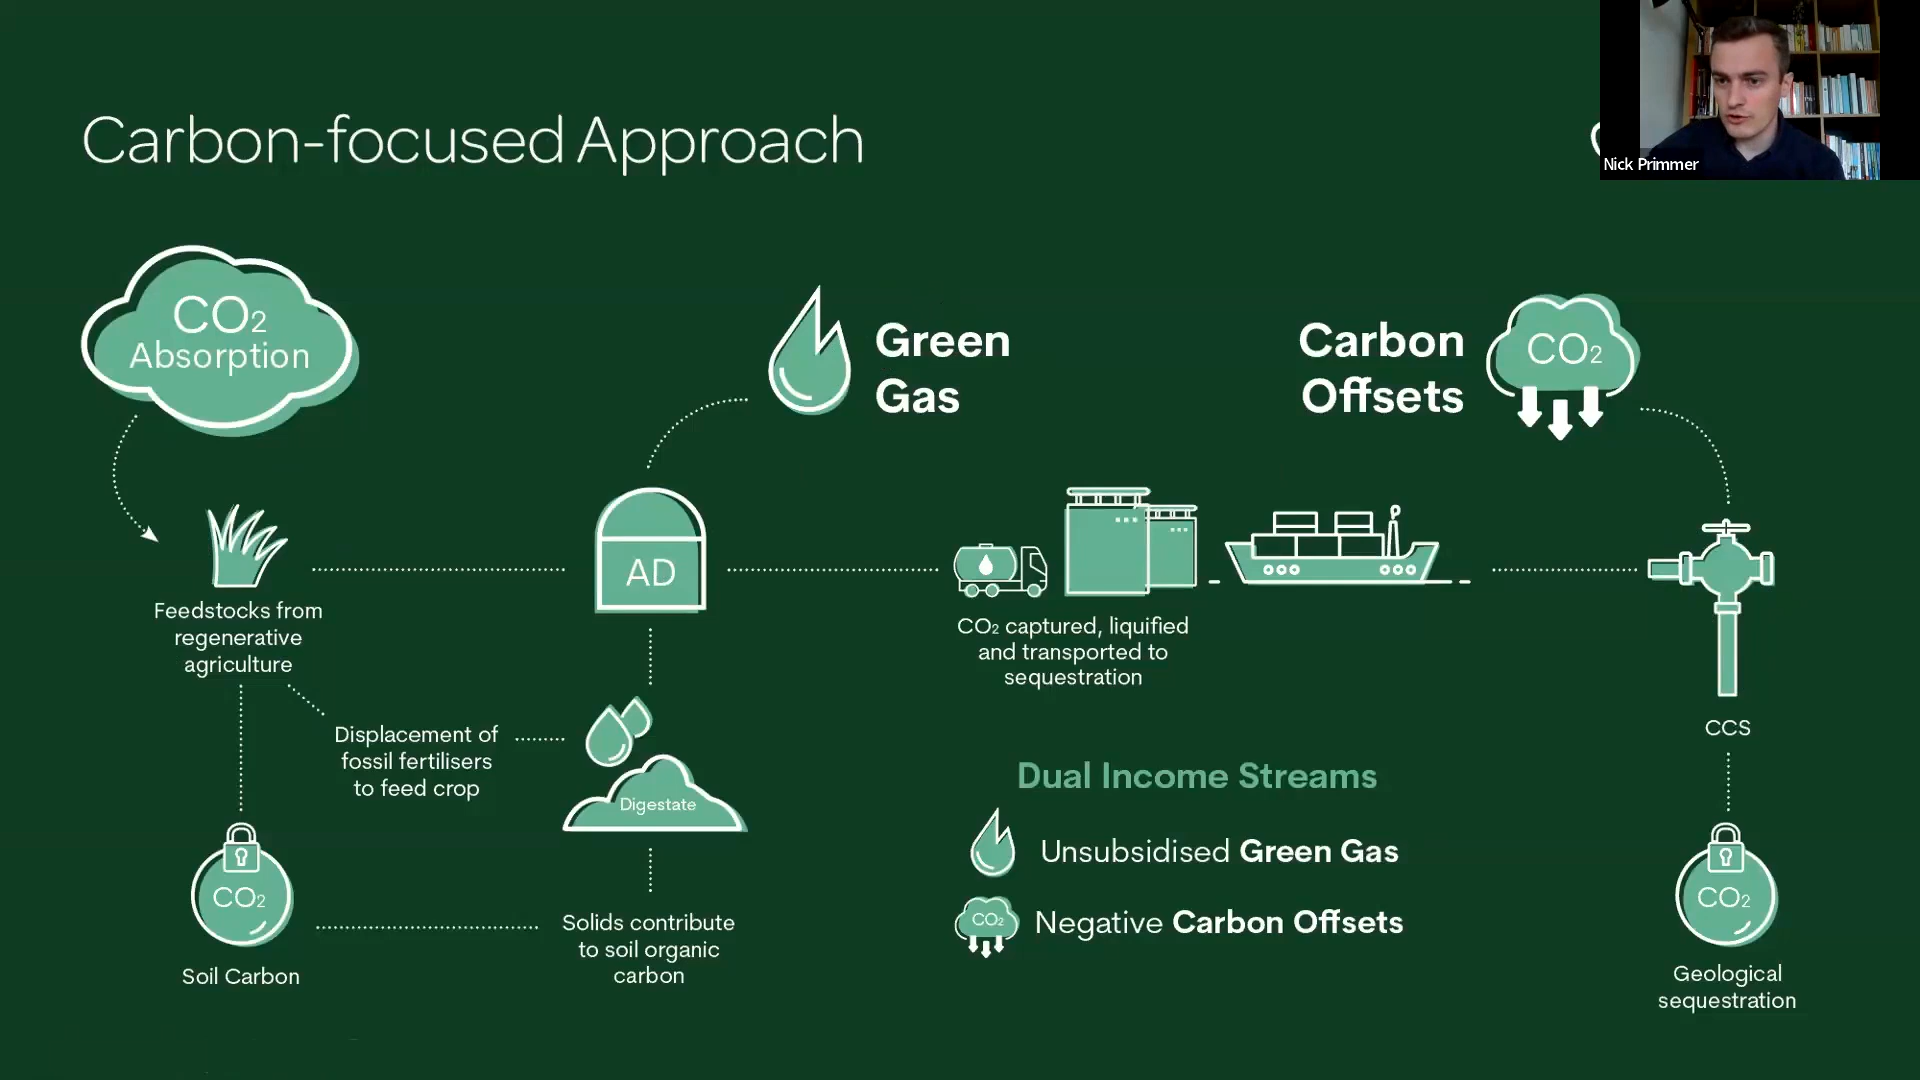 Carbon-focused Approach
Nick Primmer
CO₂
Absorption
Green
Gas
Carbon
Offsets
CO₂
AD
Feedstocks from
regenerative
agriculture
CO₂ captured, liquified
and transported to
sequestration
CCS
Displacement of
fossil fertilisers
to feed crop
Digestate
Dual Income Streams
Unsubsidised Green Gas
CO₂
Negative Carbon Offsets
CO₂
Soil Carbon
Solids contribute
to soil organic
carbon
CO₂
Geological
sequestration